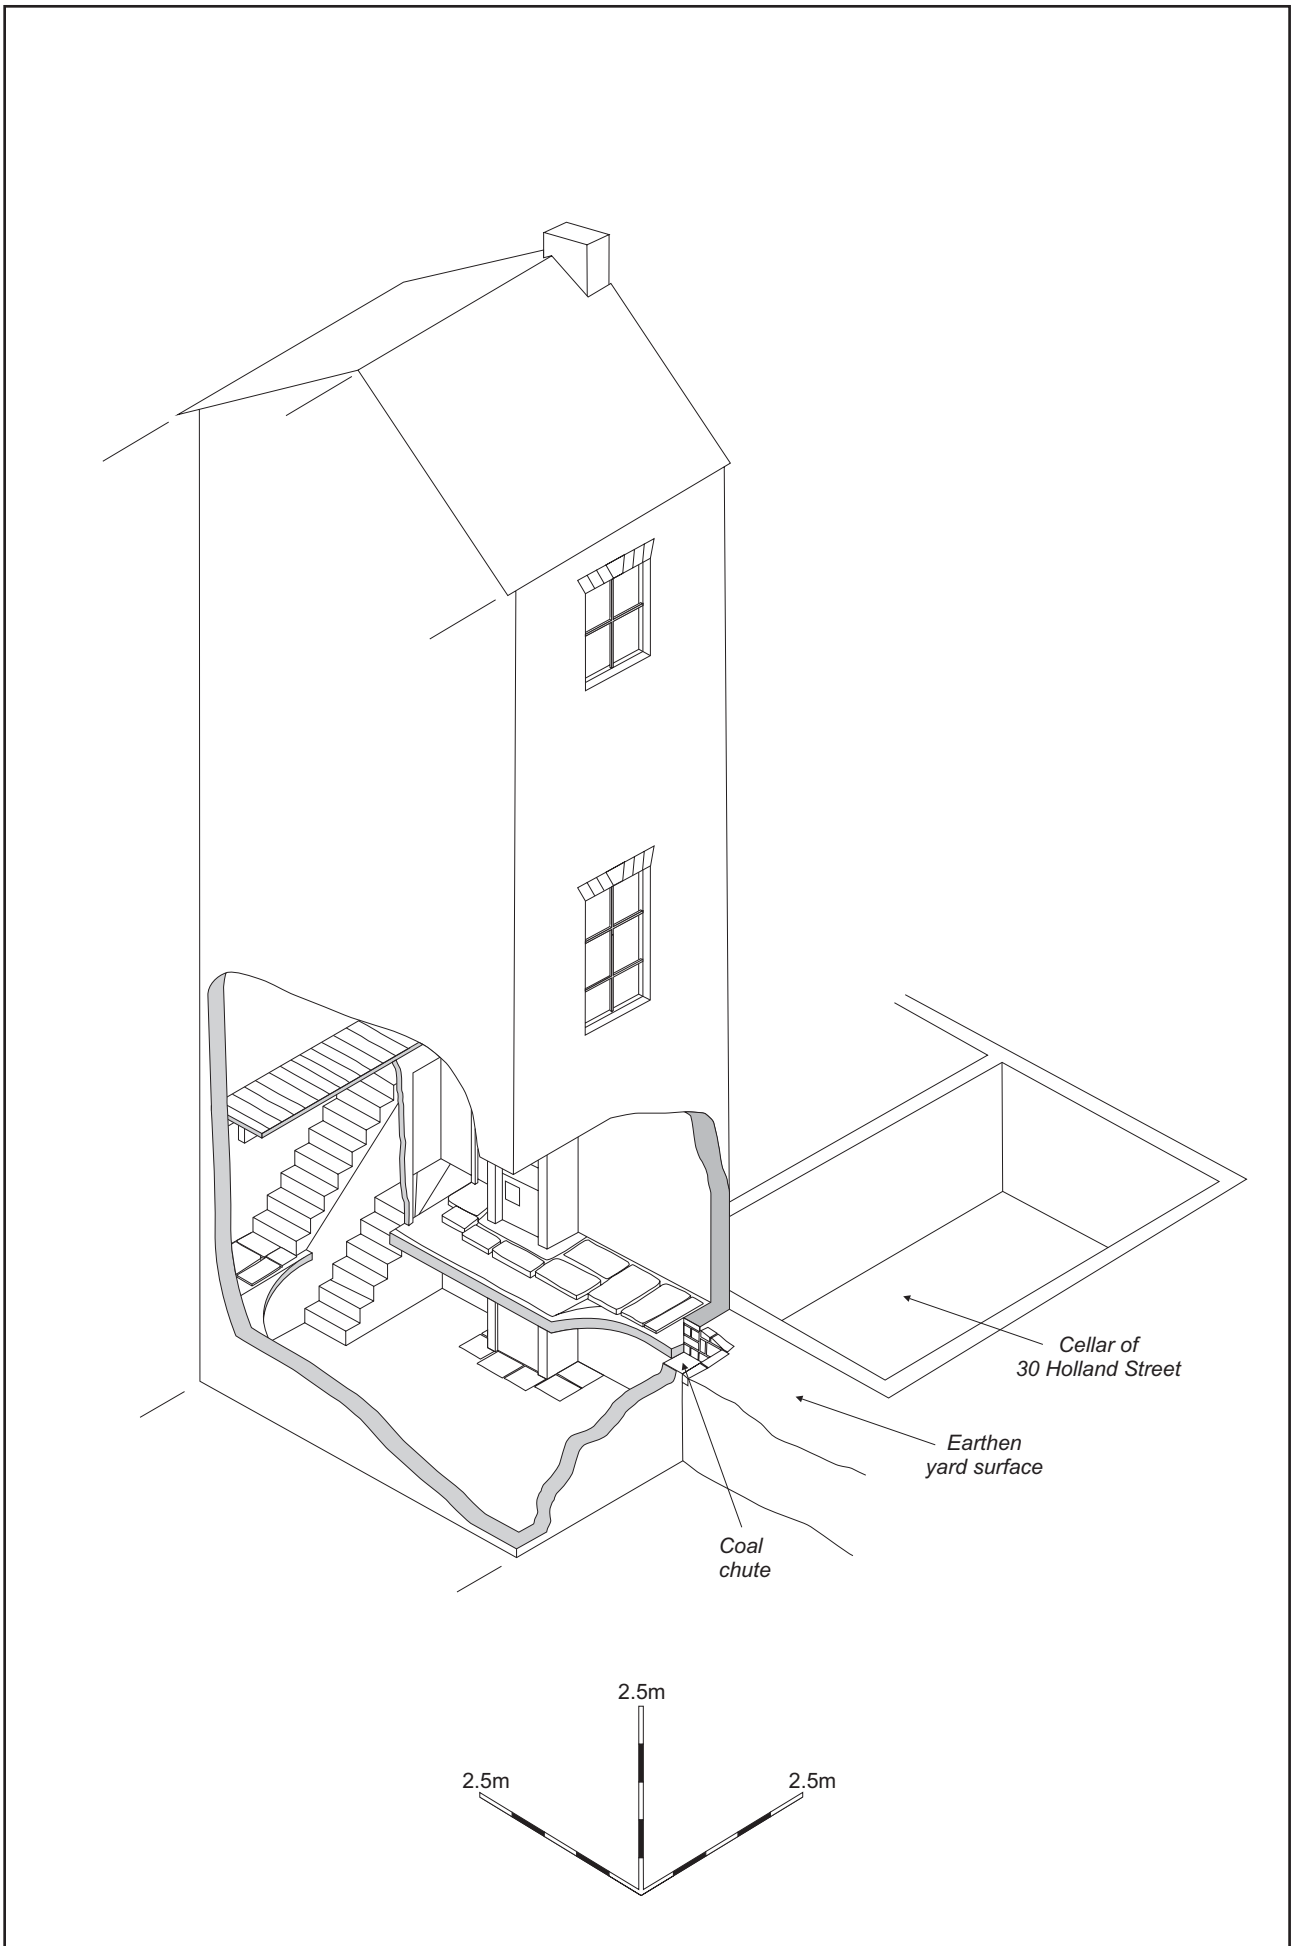 Cellar of
30 Holland Street
Earthen
yard surface
Coal
chute
2.5m
2.5m
2.5m